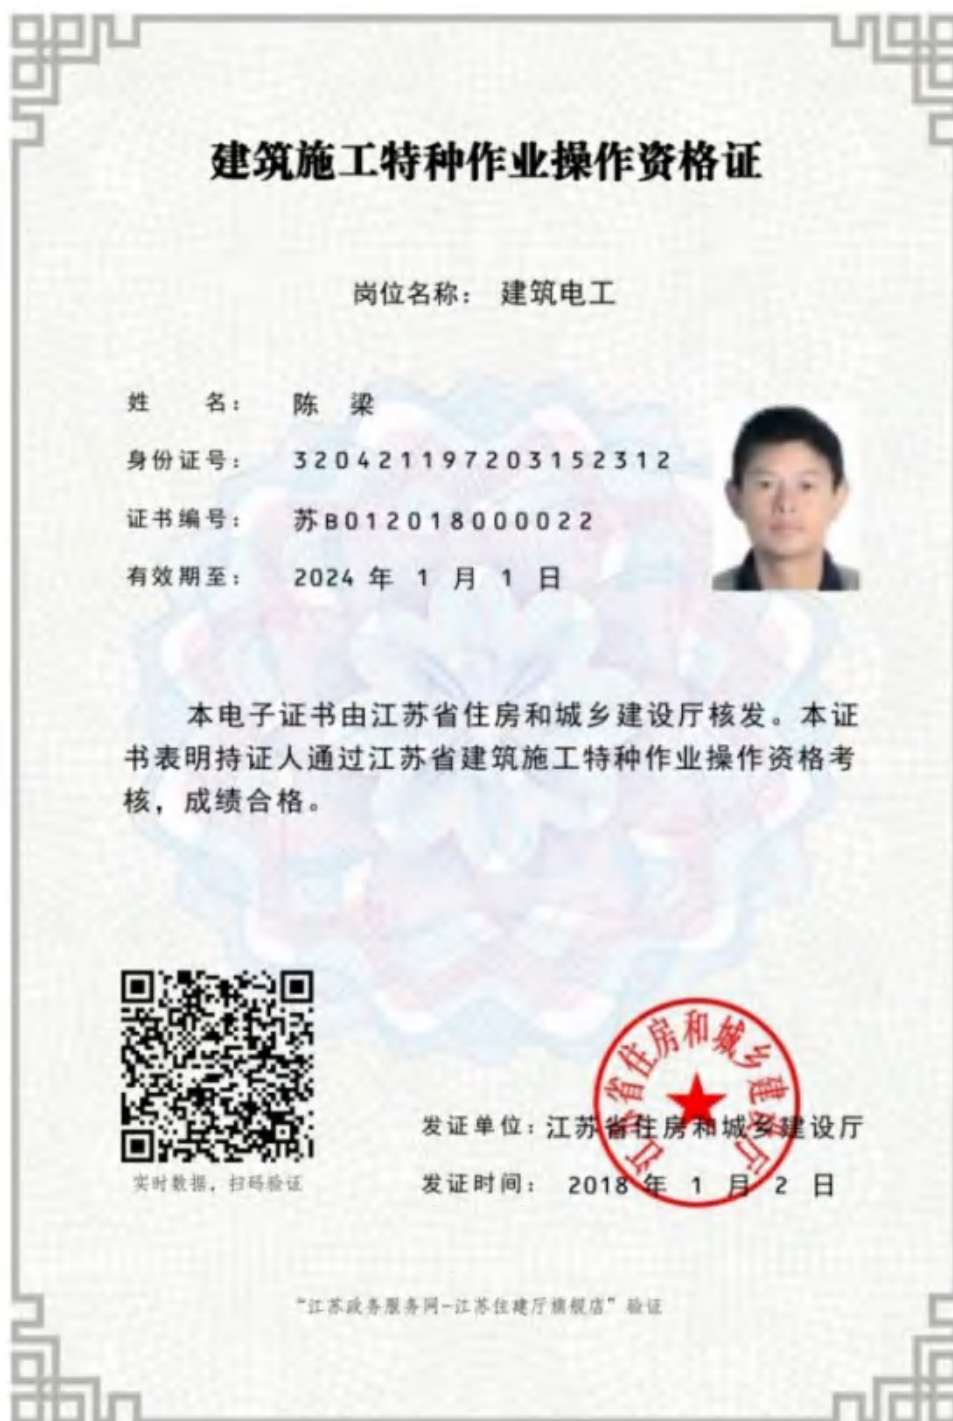 建筑施工特种作业操作资格证
岗位名称： 建筑电工
姓 名： 陈 梁
身份证号： 320421197203152312
证书编号： 苏B012018000022
有效期至： 2024 年 1 月 1 日
本电子证书由江苏省住房和城乡建设厅核发。本证
书表明持证人通过江苏省建筑施工特种作业操作资格考
核，成绩合格。
江苏省住房和城乡建设厅
发证单位：江苏省住房和城乡建设厅
实时数据，扫码验证
发证时间： 2018 年 1 月 2 日
“江苏政务服务网-江苏住建厅旗舰店”验证